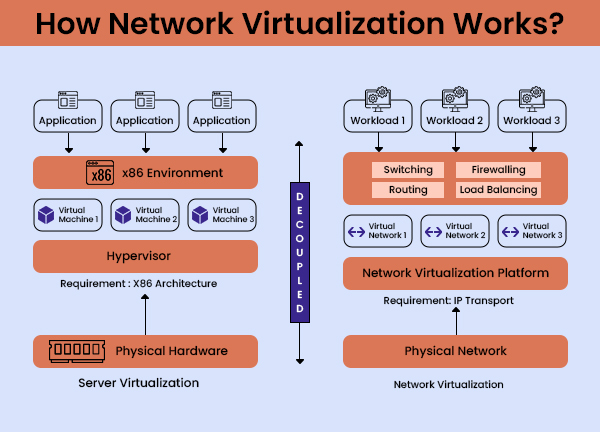 How Network Virtualization Works?
Application
Application
Application
x86
x86 Environment
Virtual
Machine 1
Virtual
Machine 2
Virtual
Machine 3
Hypervisor
Requirement : X86 Architecture
Physical Hardware
Server Virtualization
DECOUPLED
Workload 1
Workload 2
Workload 3
Switching
Firewalling
Routing
Load Balancing
Virtual
Network 1
Virtual
Network 2
Virtual
Network 3
Network Virtualization Platform
Requirement: IP Transport
Physical Network
Network Virtualization